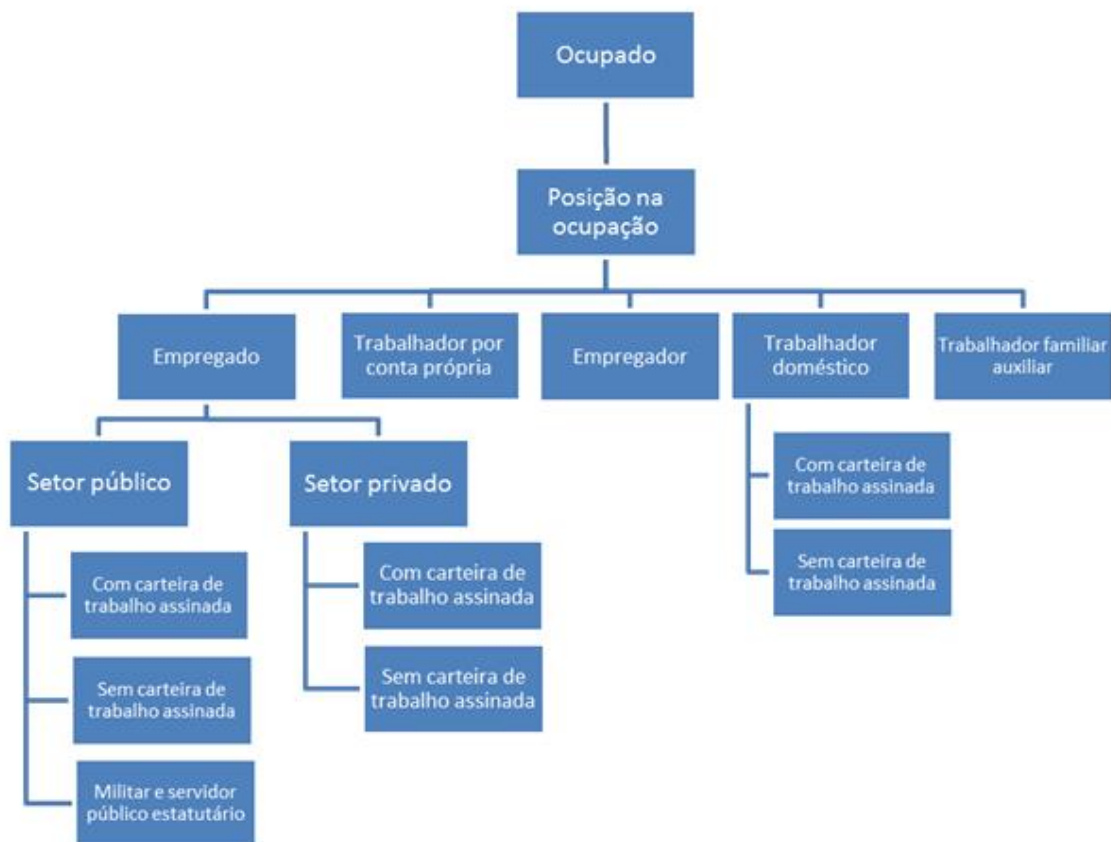 Ocupado
Posição na
ocupação
Empregado
Trabalhador por
conta própria
Empregador
Trabalhador
doméstico
Trabalhador familiar
auxiliar
Setor público
Setor privado
Com carteira de
trabalho assinada
Sem carteira de
trabalho assinada
Militar e servidor
público estatutário
Com carteira de
trabalho assinada
Sem carteira de
trabalho assinada
Com carteira de
trabalho assinada
Sem carteira de
trabalho assinada